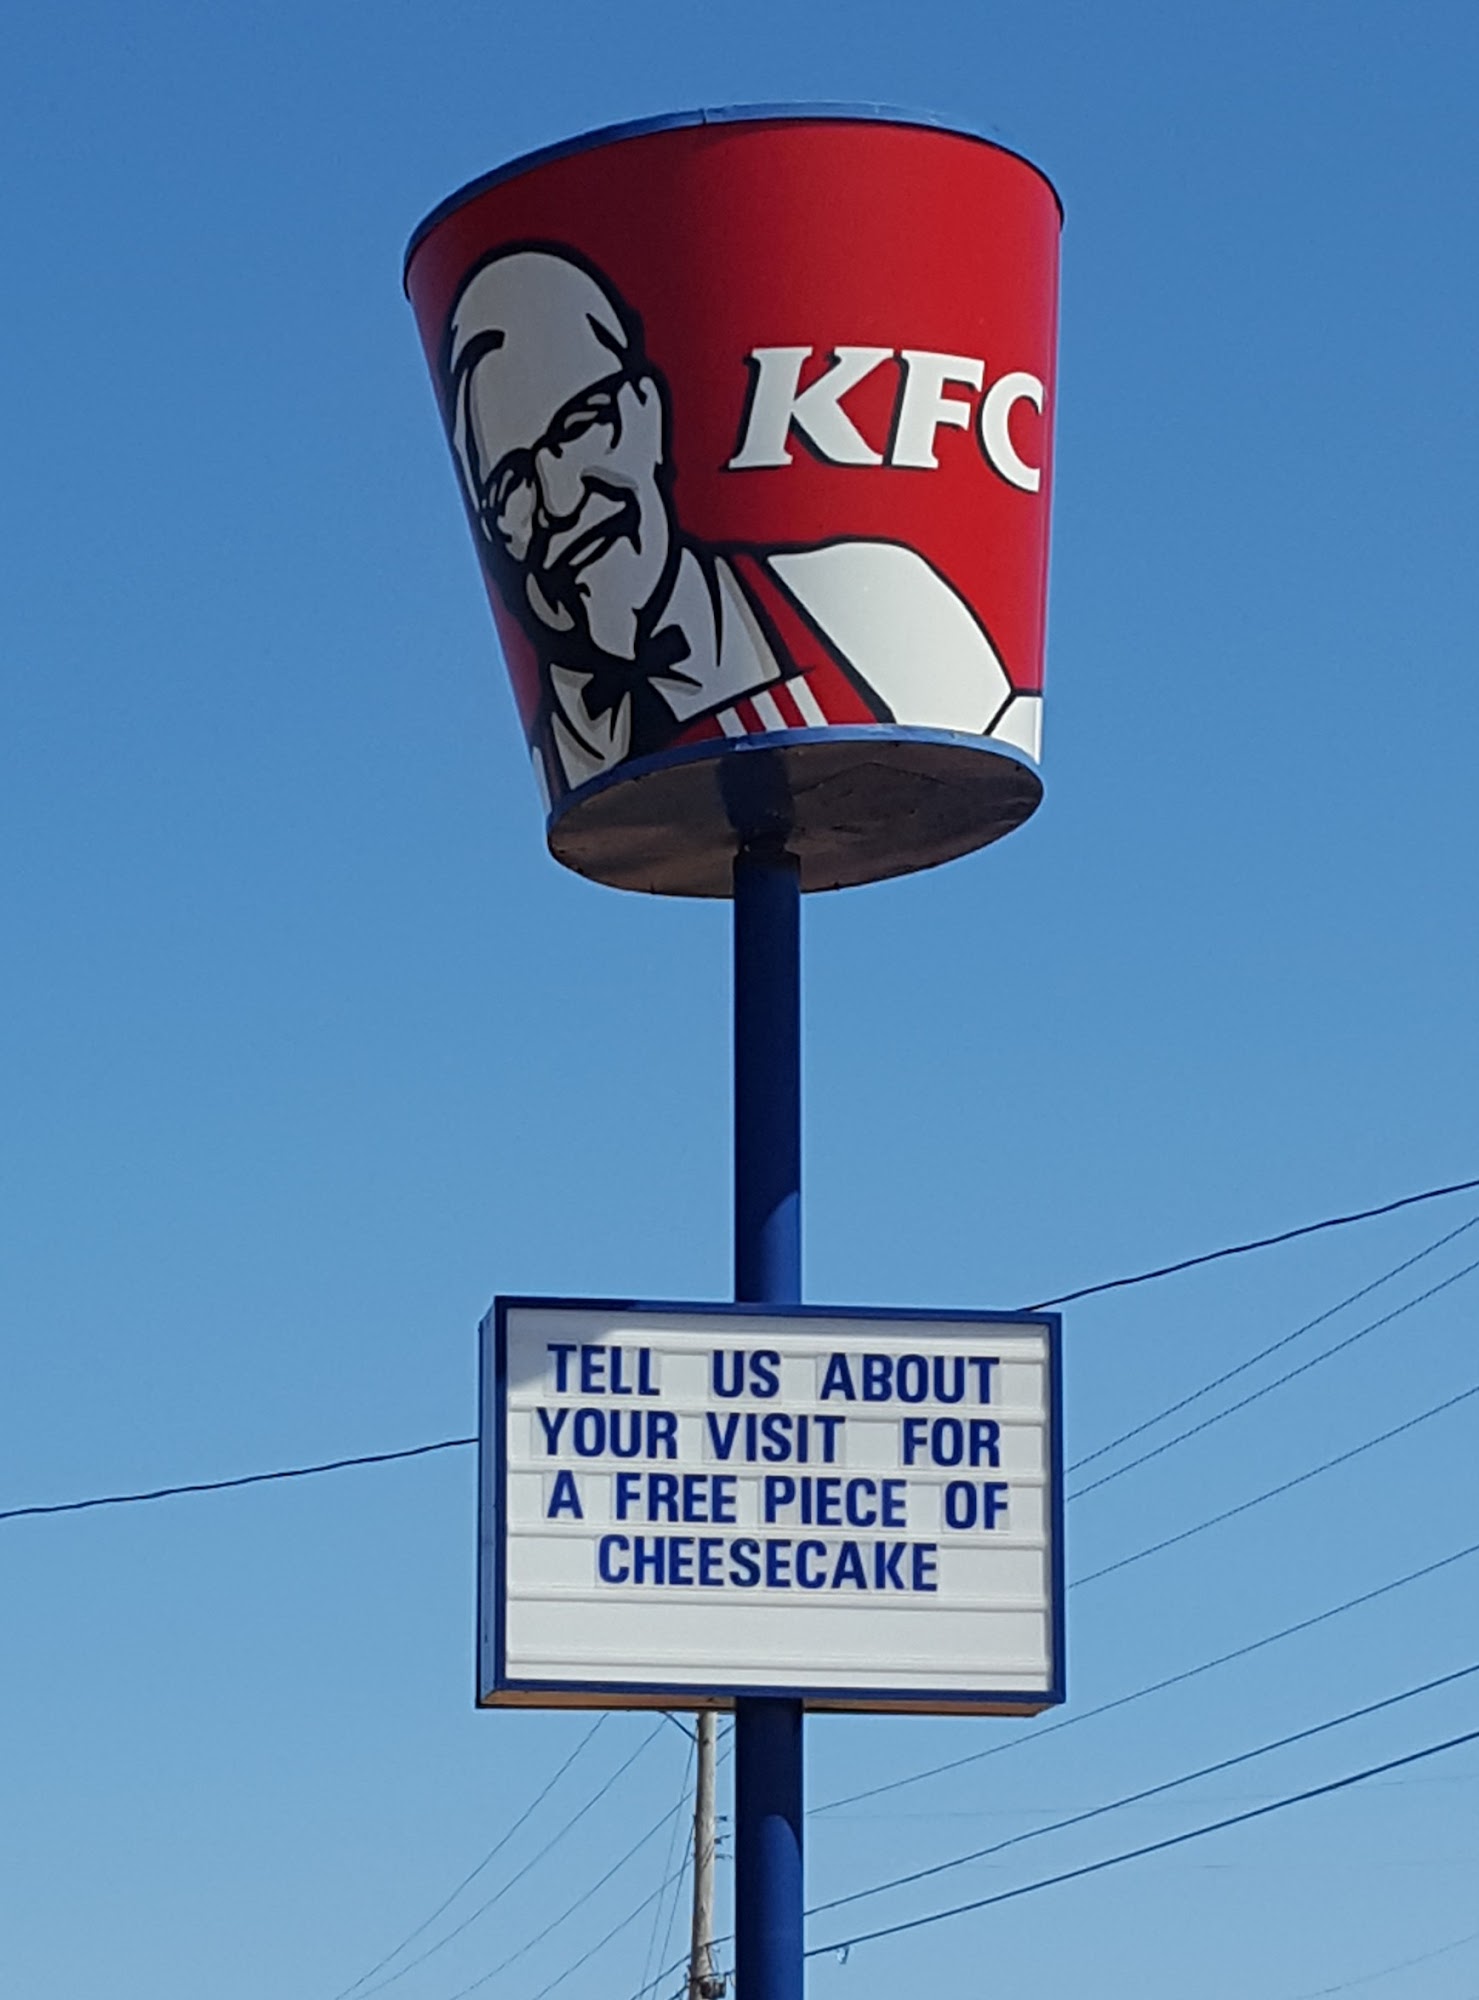 KFC
TELL US ABOUT
YOUR VISIT FOR
A FREE PIECE OF
CHEESECAKE